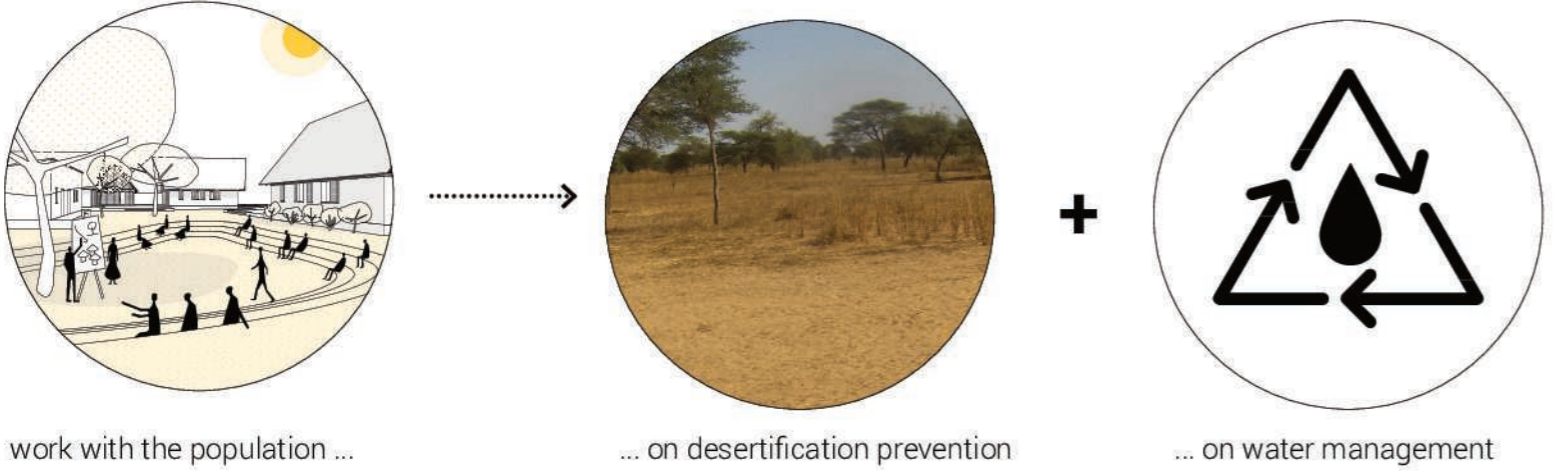 work with the population ...
... on desertification prevention
... on water management